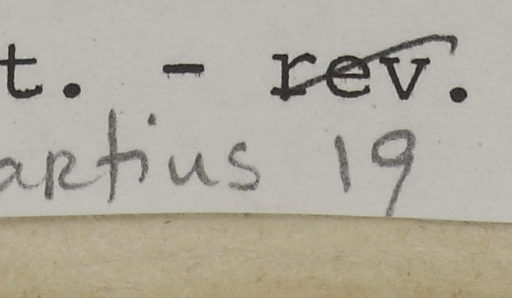 t. - rev.
artius 19